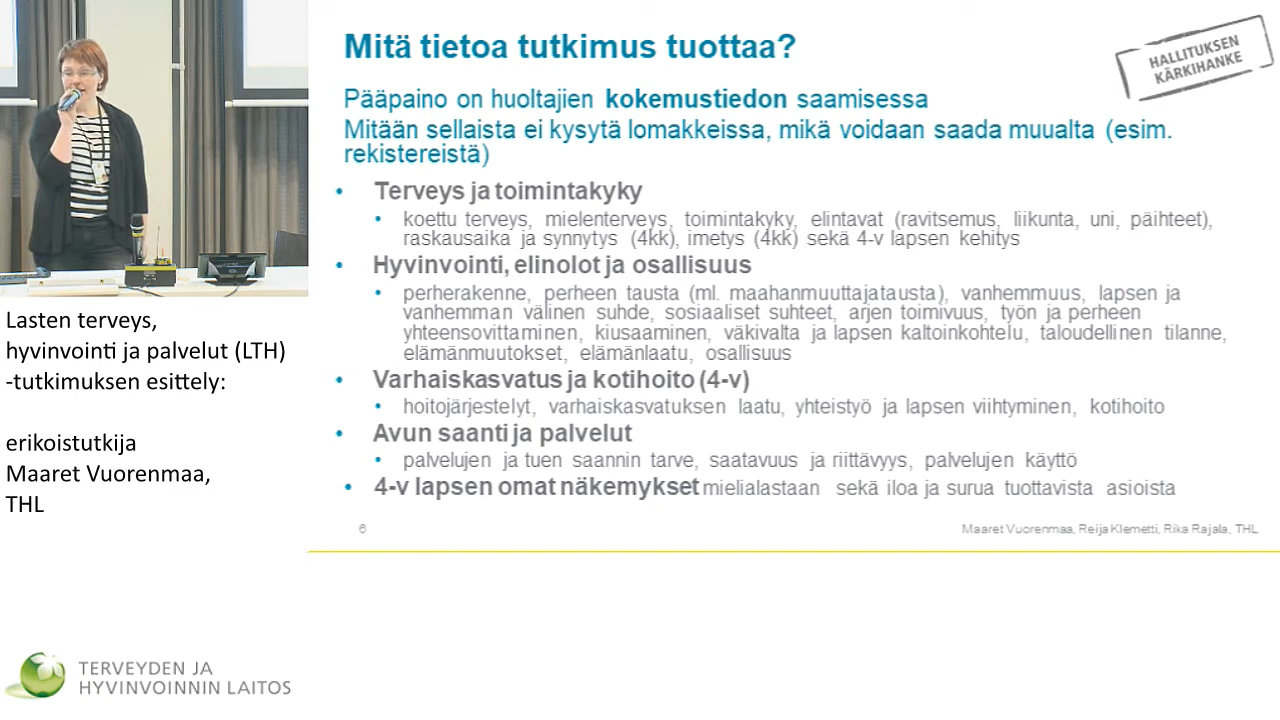 Mitä tietoa tutkimus tuottaa?
HALLITUKSEN
KÄRKIHANKE
Pääpaino on huoltajien kokemustiedon saamisessa
Mitään sellaista ei kysytä lomakkeissa, mikä voidaan saada muualta (esim.
rekistereistä)
• Terveys ja toimintakyky
• koettu terveys, mielenterveys, toimintakyky, elintavat (ravitsemus, liikunta, uni, päihteet),
raskausaika ja synnytys (4kk), imetys (4kk) sekä 4-v lapsen kehitys
• Hyvinvointi, elinolot ja osallisuus
• perherakenne, perheen tausta (ml. maahanmuuttajatausta), vanhemmuus, lapsen ja
vanhemman välinen suhde, sosiaaliset suhteet, arjen toimivuus, työn ja perheen
yhteensovittaminen, kiusaaminen, väkivalta ja lapsen kaltoinkohtelu, taloudellinen tilanne,
elämänmuutokset, elämänlaatu, osallisuus
• Varhaiskasvatus ja kotihoito (4-v)
• hoitojärjestelyt, varhaiskasvatuksen laatu, yhteistyö ja lapsen viihtyminen, kotihoito
• Avun saanti ja palvelut
• palvelujen ja tuen saannin tarve, saatavuus ja riittävyys, palvelujen käyttö
• 4-v lapsen omat näkemykset mielialastaan sekä iloa ja surua tuottavista asioista
6
Maaret Vuorenmaa, Reija Klemetti, Rika Rajala, THL
Lasten terveys,
hyvinvointi ja palvelut (LTH)
-tutkimuksen esittely:
erikoistutkija
Maaret Vuorenmaa,
THL
TERVEYDEN JA
HYVINVOINNIN LAITOS